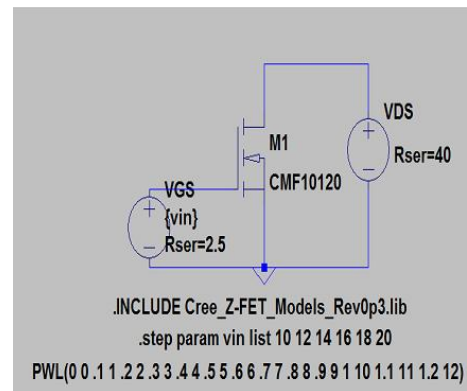 VDS
M1
Rser=40
CMF10120
VGS
{vin}
Rser=2.5
.INCLUDE Cree_Z-FET_Models_Rev0p3.lib
.step param vin list 10 12 14 16 18 20
PWL(0 0 .1 1 .2 2 .3 3 .4 4 .5 5 .6 6 .7 7 .8 8 .9 9 1 10 1.1 11 1.2 12)